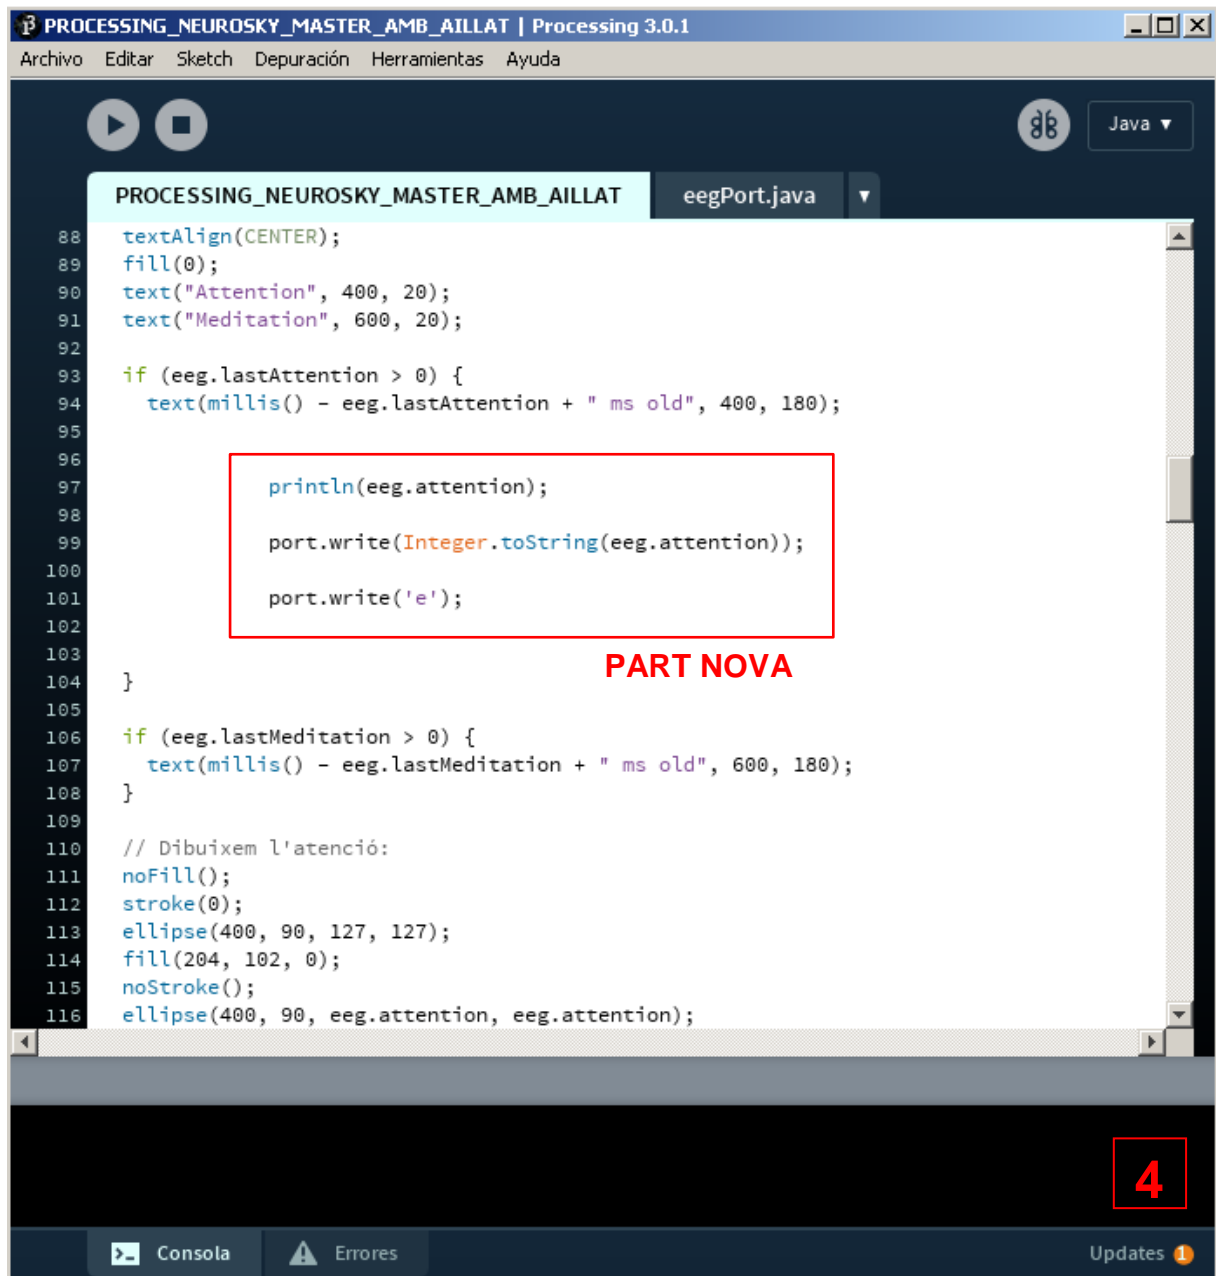 PROCESSING_NEUROSKY_MASTER_AMB_AILLAT | Processing 3.0.1
Archivo Editar Sketch Depuración Herramientas Ayuda
Java ▼
PROCESSING_NEUROSKY_MASTER_AMB_AILLAT eegPort.java ▼
88 textAlign(CENTER);
89 fill(0);
90 text("Attention", 400, 20);
91 text("Meditation", 600, 20);
92
93 if (eeg.lastAttention > 0) {
94 text(millis() - eeg.lastAttention + " ms old", 400, 180);
95
96
97 println(eeg.attention);
98
99 port.write(Integer.toString(eeg.attention));
100
101 port.write('e');
102
103
PART NOVA
104 }
105
106 if (eeg.lastMeditation > 0) {
107 text(millis() - eeg.lastMeditation + " ms old", 600, 180);
108 }
109
110 // Dibuixem l'atenció:
111 noFill();
112 stroke(0);
113 ellipse(400, 90, 127, 127);
114 fill(204, 102, 0);
115 noStroke();
116 ellipse(400, 90, eeg.attention, eeg.attention);
4
Consola Errores Updates 1